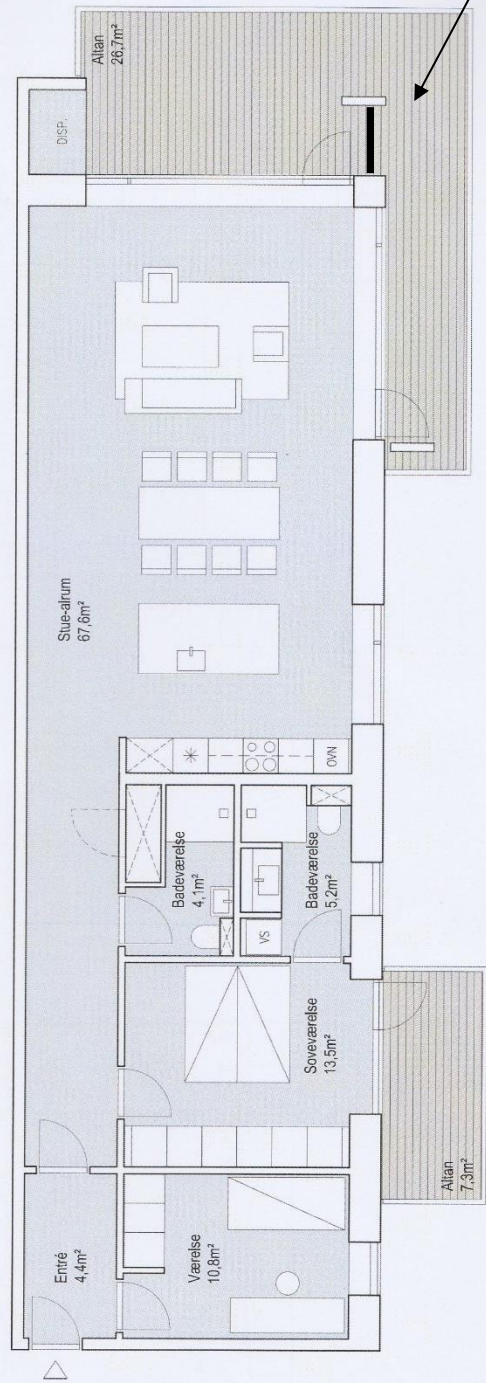 Altan
26,7m²
DISP.
Stue-alrum
67,6m²
OVN
Badeværelse
4,1m²
Badeværelse
5,2m²
VS
Soveværelse
13,5m²
Altan
7,3m²
Entré
4,4m²
Værelse
10,8m²